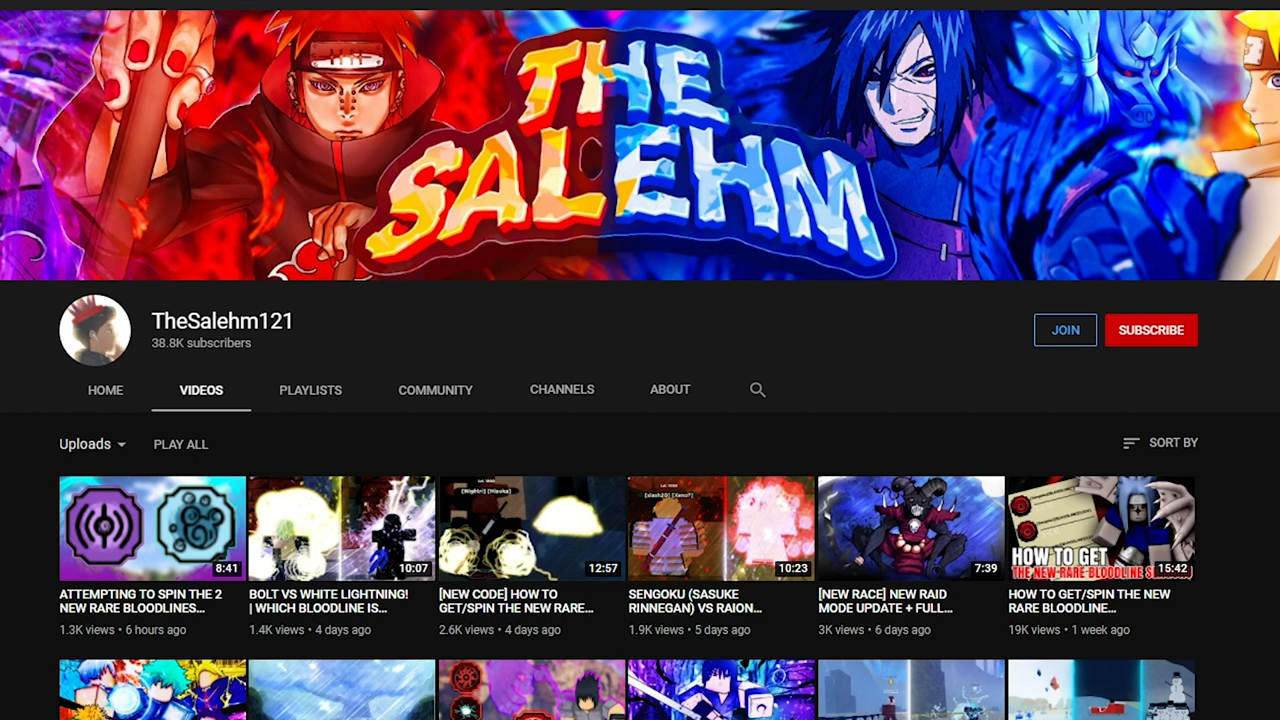 THE
SALEHM
TheSalehm121
38.8K subscribers
JOIN
SUBSCRIBE
HOME
VIDEOS
PLAYLISTS
COMMUNITY
CHANNELS
ABOUT
Uploads
PLAY ALL
SORT BY
8:41
10:07
12:57
10:23
7:39
HOW TO GET
THE NEW RARE BLOODLINE
15:42
ATTEMPTING TO SPIN THE 2
NEW RARE BLOODLINES...
1.3K views • 6 hours ago
BOLT VS WHITE LIGHTNING!
| WHICH BLOODLINE IS...
1.4K views • 4 days ago
[NEW CODE] HOW TO
GET/SPIN THE NEW RARE...
2.6K views • 4 days ago
SENGOKU (SASUKE
RINNEGAN) VS RAION...
1.9K views • 5 days ago
[NEW RACE] NEW RAID
MODE UPDATE + FULL...
3K views • 6 days ago
HOW TO GET/SPIN THE NEW
RARE BLOODLINE...
19K views • 1 week ago